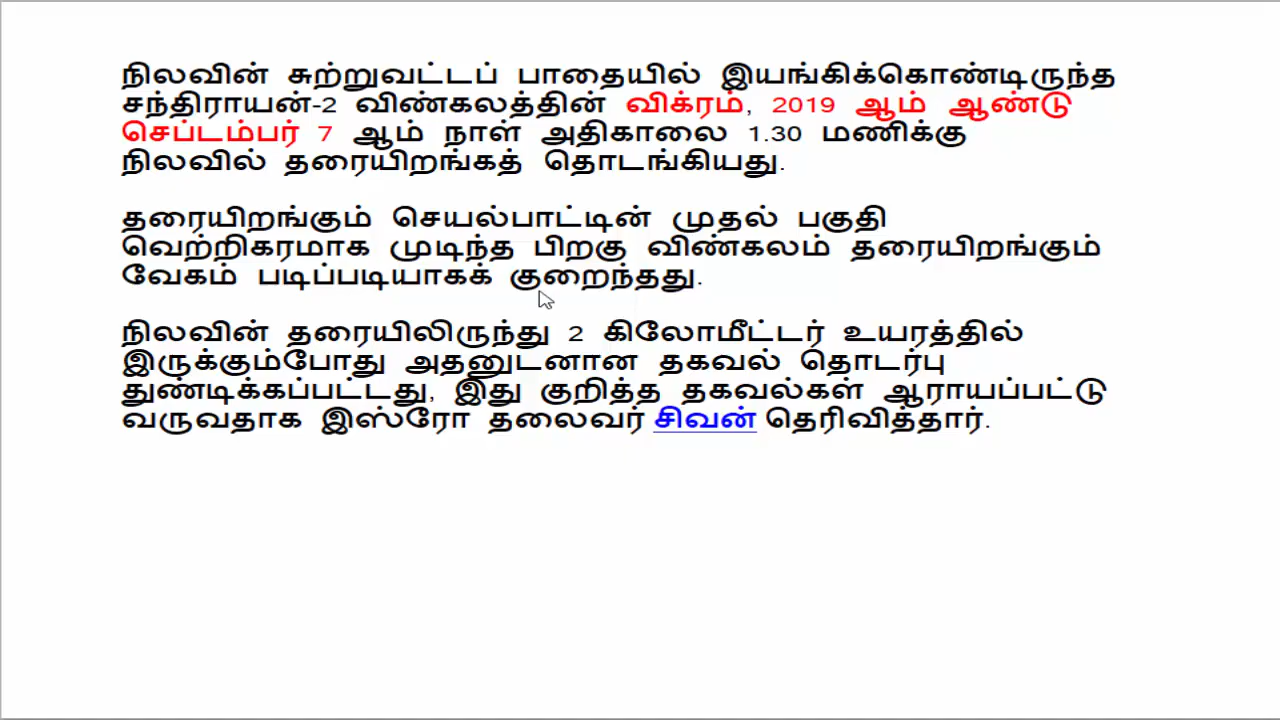 நிலவின் சுற்றுவட்டப் பாதையில் இயங்கிக்கொண்டிருந்த
சந்திராயன்-2 விண்கலத்தின் விக்ரம், 2019 ஆம் ஆண்டு
செப்டம்பர் 7 ஆம் நாள் அதிகாலை 1.30 மணிக்கு
நிலவில் தரையிறங்கத் தொடங்கியது.
தரையிறங்கும் செயல்பாட்டின் முதல் பகுதி
வெற்றிகரமாக முடிந்த பிறகு விண்கலம் தரையிறங்கும்
வேகம் படிப்படியாகக் குறைந்தது.
நிலவின் தரையிலிருந்து 2 கிலோமீட்டர் உயரத்தில்
இருக்கும்போது அதனுடனான தகவல் தொடர்பு
துண்டிக்கப்பட்டது, இது குறித்த தகவல்கள் ஆராயப்பட்டு
வருவதாக இஸ்ரோ தலைவர் சிவன் தெரிவித்தார்.